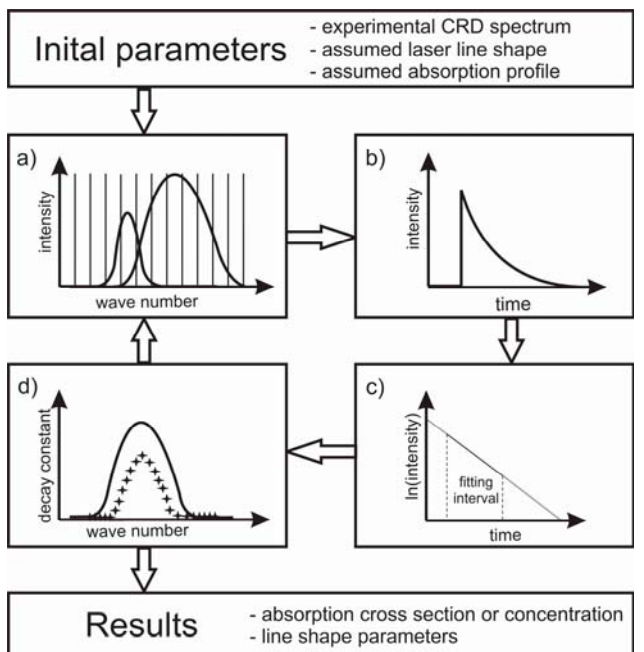 Inital parameters
- experimental CRD spectrum
- assumed laser line shape
- assumed absorption profile
a)
intensity
wave number
b)
intensity
time
d)
decay constant
wave number
c)
ln(intensity)
fitting
interval
time
Results
- absorption cross section or concentration
- line shape parameters